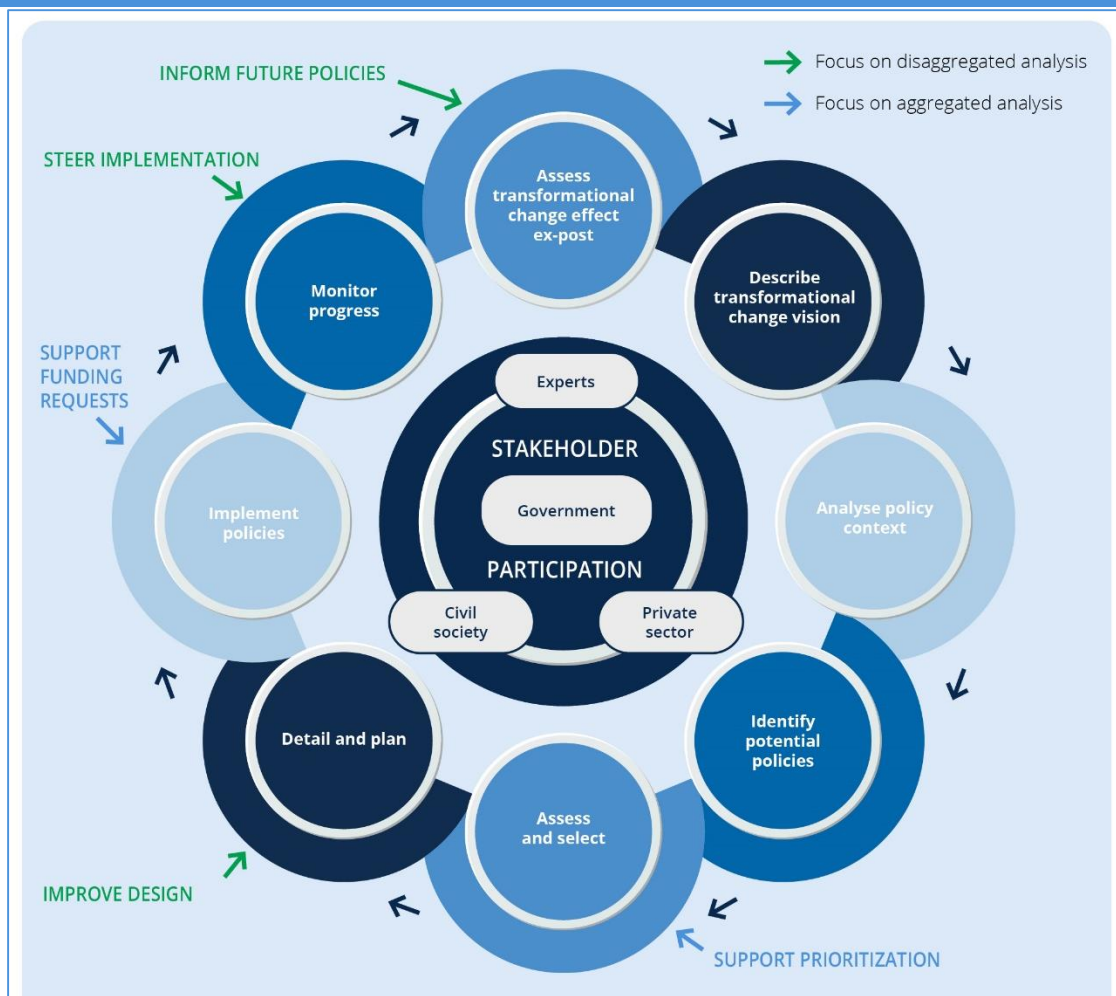 INFORM FUTURE POLICIES
Focus on disaggregated analysis
Focus on aggregated analysis
STEER IMPLEMENTATION
Assess
transformational
change effect
ex-post
Monitor
progress
Describe
transformational
change vision
SUPPORT
FUNDING
REQUESTS
Experts
STAKEHOLDER
Government
PARTICIPATION
Civil
society
Private
sector
Implement
policies
Analyse policy
context
Detail and plan
Identify
potential
policies
Assess
and select
IMPROVE DESIGN
SUPPORT PRIORITIZATION